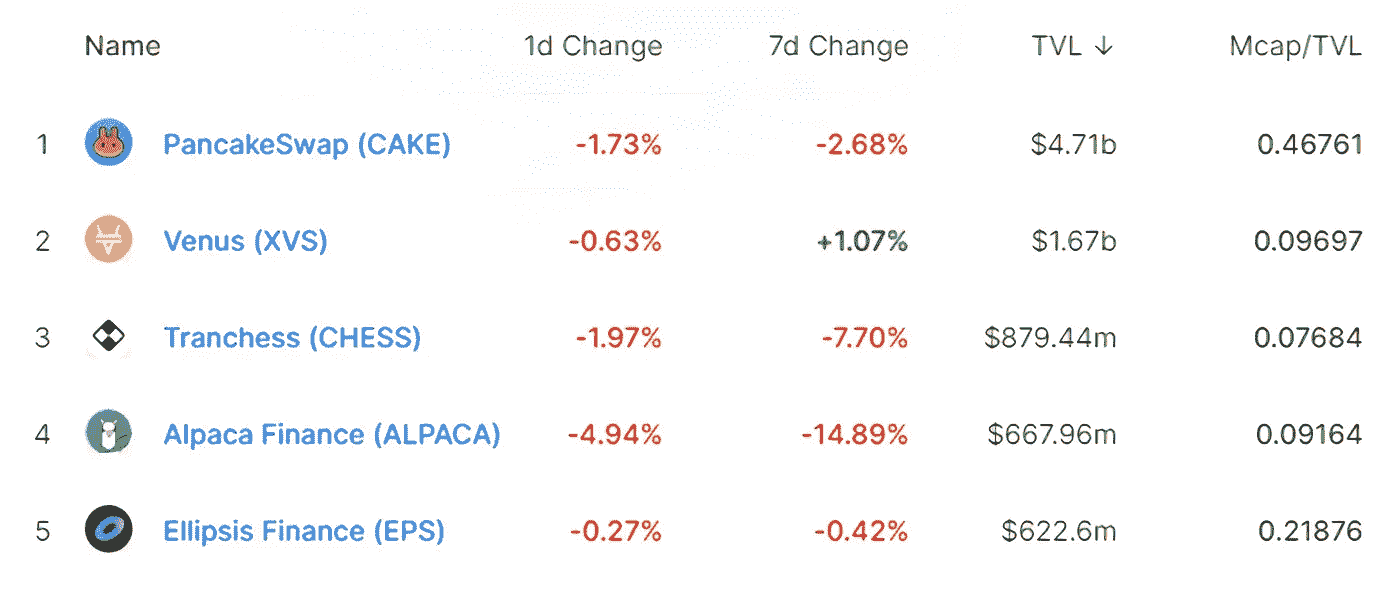 Name 1d Change 7d Change TVL ↓ Mcap/TVL
1 PancakeSwap (CAKE) -1.73% -2.68% $4.71b 0.46761
2 Venus (XVS) -0.63% +1.07% $1.67b 0.09697
3 Tranchess (CHESS) -1.97% -7.70% $879.44m 0.07684
4 Alpaca Finance (ALPACA) -4.94% -14.89% $667.96m 0.09164
5 Ellipsis Finance (EPS) -0.27% -0.42% $622.6m 0.21876